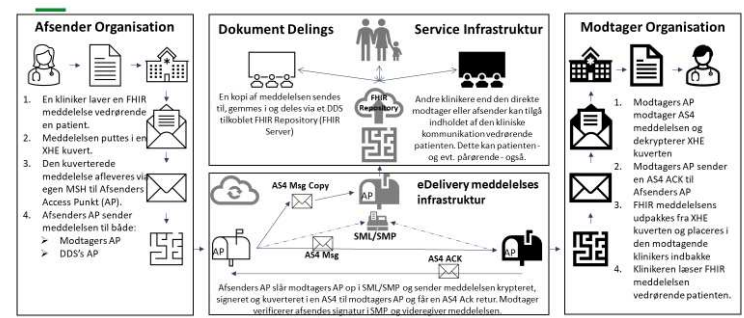 Afsender Organisation
1. En kliniker laver en FHIR
meddelelse vedrørende
en patient.
2. Meddelelsen puttes i en
XHE kuvert.
3. Den kuverterede
meddelelse afleveres via
egen MSH til Afsenders
Access Punkt (AP).
4. Afsenders AP sender
meddelelsen til både:
➢ Modtagers AP
➢ DDS's AP
Dokument Delings
Service Infrastruktur
En kopi af meddelelsen sendes
til, gemmes i og deles via et DDS
tilkoblet FHIR Repository (FHIR
Server)
FHIR
Repository
Andre klinikere end den direkte
modtager eller afsender kan tilgå
indholdet af den kliniske
kommunikation vedrørende
patienten. Dette kan patienten-
og evt. pårørende - også.
AS4 Msg Copy
AP
eDelivery meddelelses
infrastruktur
SML/SMP
AP
AS4 Msg
AP
AS4 ACK
Afsenders AP slår modtagers AP op i SML/SMP og sender meddelelsen krypteret,
signeret og kuverteret i en AS4 til modtagers AP og får en AS4 Ack retur. Modtager
verificerer afsendes signatur i SMP og videregiver meddelelsen.
Modtager Organisation
1. Modtagers AP
modtager AS4
meddelelsen og
dekrypterer XHE
kuverten
2. Modtagers AP sender
en AS4 ACK til
Afsenders AP
3. FHIR meddelelsens
udpakkes fra XHE
kuverten og placeres i
den modtagende
klinikers indbakke
4. Klinikeren læser FHIR
meddelelsen
vedrørende patienten.